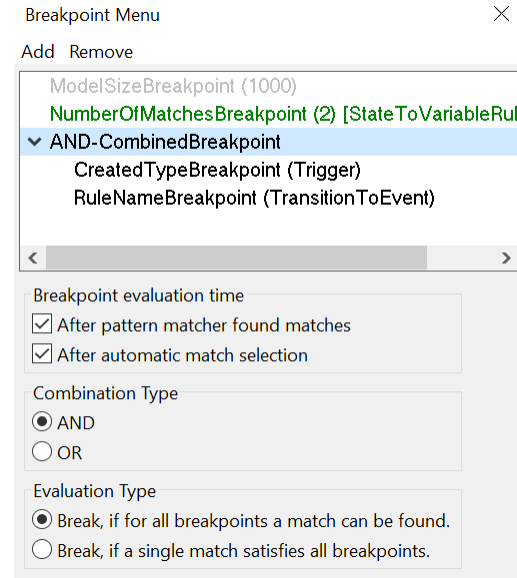 Breakpoint Menu
Add Remove
ModelSizeBreakpoint (1000)
NumberOfMatchesBreakpoint (2) [StateToVariableRul
AND-CombinedBreakpoint
CreatedTypeBreakpoint (Trigger)
RuleNameBreakpoint (TransitionToEvent)
Breakpoint evaluation time
After pattern matcher found matches
After automatic match selection
Combination Type
AND
OR
Evaluation Type
Break, if for all breakpoints a match can be found.
Break, if a single match satisfies all breakpoints.